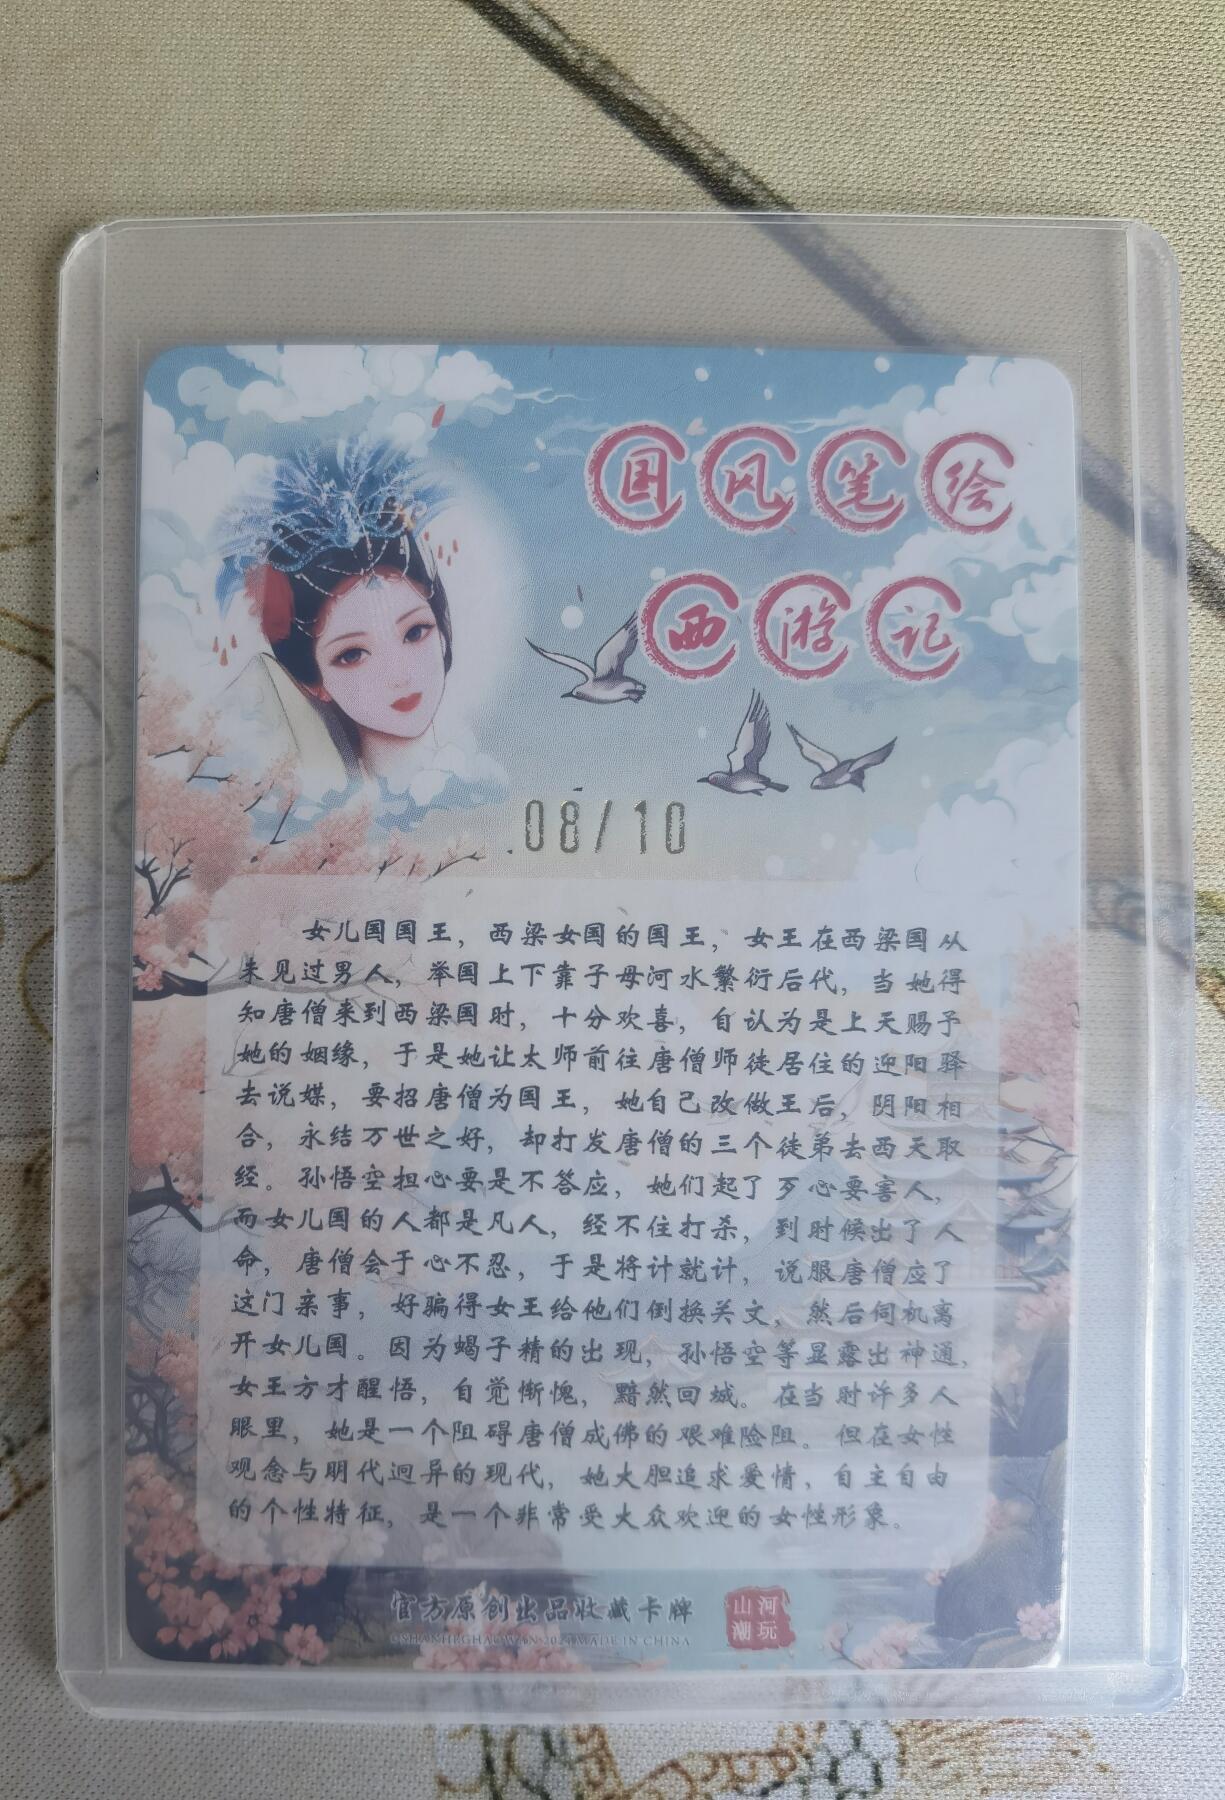 国风笔绘
西游记
08/10
女儿国国王，西梁女国的国王，女王在西梁国从
未见过男人，举国上下靠子母河水繁衍后代，当她得
知唐僧来到西梁国时，十分欢喜，自认为是上天赐予
她的姻缘，于是她让太师前往唐僧师徒居住的迎阳驿
去说媒，要招唐僧为国王，她自己改做王后，阴阳相
合，永结万世之好，却打发唐僧的三个徒弟去西天取
经。孙悟空担心要是不答应，她们起了歹心要害人，
而女儿国的人都是凡人，经不住打杀，到时候出了人
命，唐僧会于心不忍，于是将计就计，说服唐僧应了
这门亲事，好骗得女王给他们倒换关文，然后伺机离
开女儿国。因为蝎子精的出现，孙悟空等显露出神通，
女王方才醒悟，自觉惭愧，黯然回城。在当时许多人
眼里，她是一个阻碍唐僧成佛的艰难险阻。但在女性
观念与明代迥异的现代，她大胆追求爱情，自主自由
的个性特征，是一个非常受大众欢迎的女性形象。
官方原创出品收藏卡牌
©SHANHECHAOWAN 2024 MADE IN CHINA
山河
潮玩